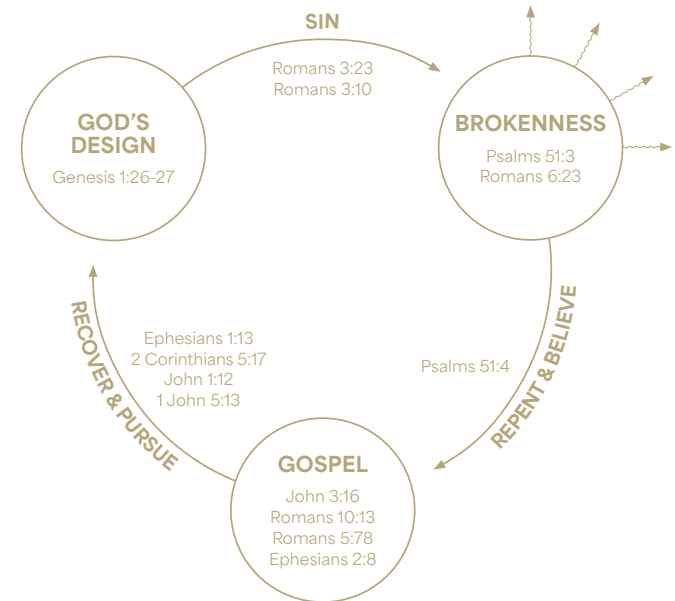 SIN
Romans 3:23
Romans 3:10
GOD'S
DESIGN
Genesis 1:26-27
BROKENNESS
Psalms 51:3
Romans 6:23
REPENT & BELIEVE
Psalms 51:4
GOSPEL
John 3:16
Romans 10:13
Romans 5:78
Ephesians 2:8
RECOVER & PURSUE
Ephesians 1:13
2 Corinthians 5:17
John 1:12
1 John 5:13